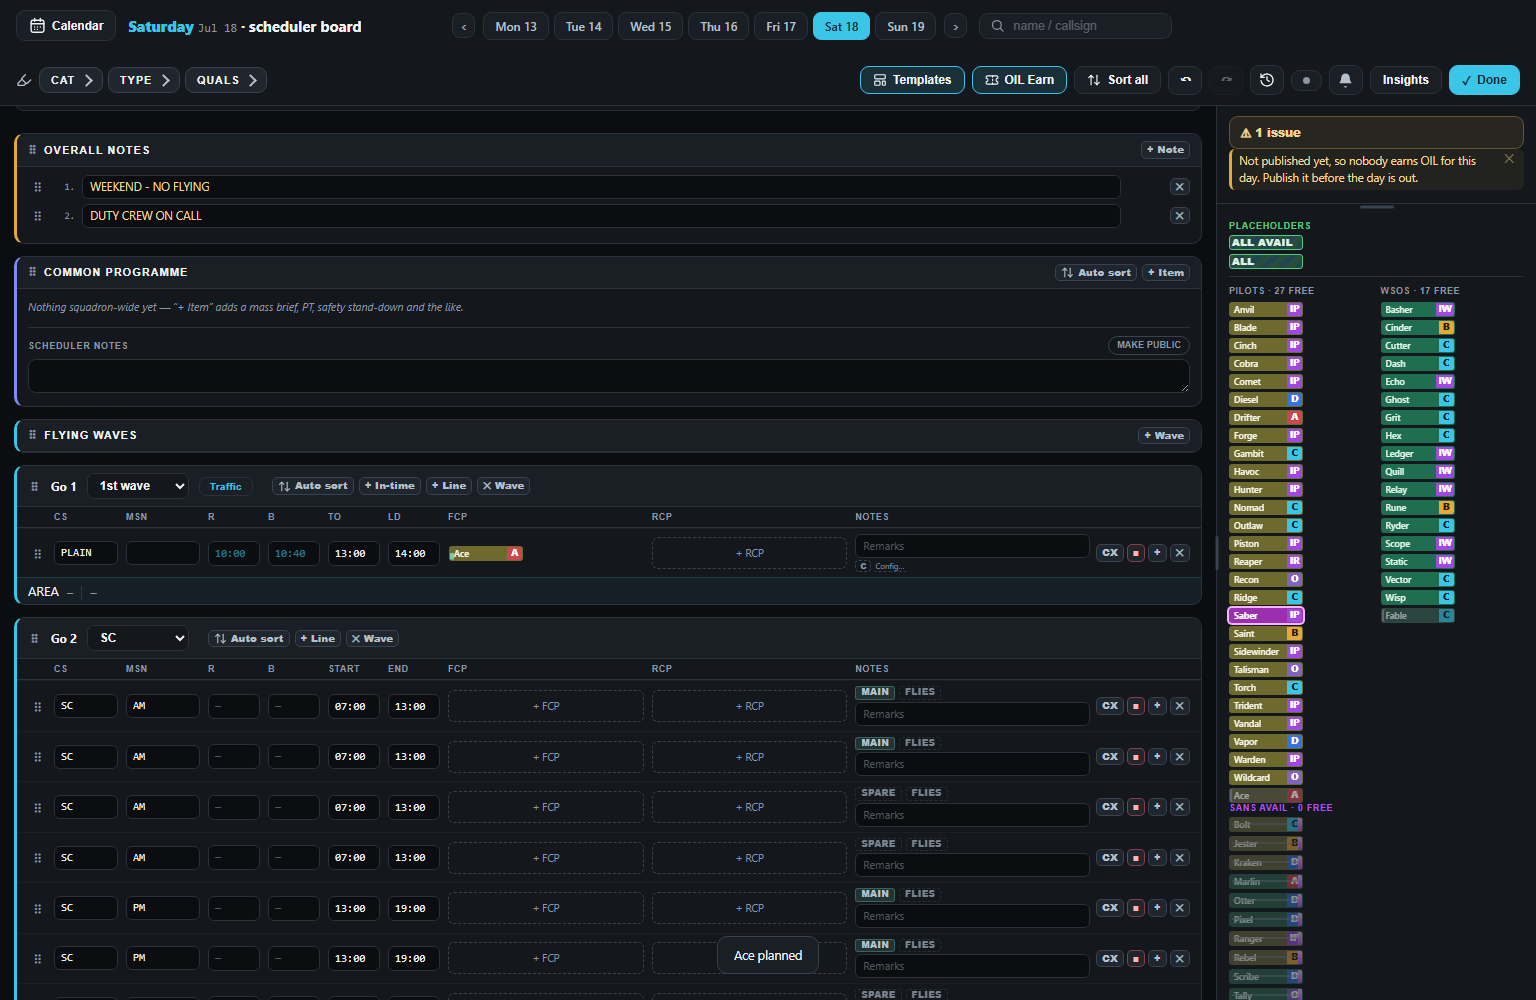 Calendar
Saturday Jul 18 · scheduler board
‹ Mon 13 Tue 14 Wed 15 Thu 16 Fri 17 Sat 18 Sun 19 ›
name / callsign
CAT TYPE QUALS
Templates OIL Earn Sort all Insights ✓ Done
⚠ 1 issue
Not published yet, so nobody earns OIL for this
day. Publish it before the day is out.
OVERALL NOTES + Note
1. WEEKEND - NO FLYING
2. DUTY CREW ON CALL
COMMON PROGRAMME Auto sort + Item
Nothing squadron-wide yet — "+ Item" adds a mass brief, PT, safety stand-down and the like.
SCHEDULER NOTES MAKE PUBLIC
FLYING WAVES + Wave
Go 1 1st wave Traffic Auto sort + In-time + Line ✕ Wave
CS MSN R B TO LD FCP RCP NOTES
PLAIN 10:00 10:40 13:00 14:00 Ace A + RCP Remarks CX ■ + ✕
C Config...
AREA – | –
Go 2 SC Auto sort + Line ✕ Wave
CS MSN R B START END FCP RCP NOTES
MAIN FLIES
SC AM – – 07:00 13:00 + FCP + RCP Remarks CX ■ + ✕
MAIN FLIES
SC AM – – 07:00 13:00 + FCP + RCP Remarks CX ■ + ✕
SPARE FLIES
SC AM – – 07:00 13:00 + FCP + RCP Remarks CX ■ + ✕
SPARE FLIES
SC AM – – 07:00 13:00 + FCP + RCP Remarks CX ■ + ✕
MAIN FLIES
SC PM – – 13:00 19:00 + FCP + RCP Remarks CX ■ + ✕
MAIN FLIES
SC PM – – 13:00 19:00 + FCP Remarks CX ■ + ✕
Ace planned
SPARE FLIES
PLACEHOLDERS
ALL AVAIL
ALL
PILOTS · 27 FREE
Anvil IP
Blade IP
Cinch IP
Cobra IP
Comet IP
Diesel D
Drifter A
Forge IP
Gambit C
Havoc IP
Hunter IP
Nomad C
Outlaw C
Piston IP
Reaper IR
Recon O
Ridge C
Saber IP
Saint B
Sidewinder IP
Talisman O
Torch C
Trident IP
Vandal IP
Vapor D
Warden IP
Wildcard O
Ace A
WSOS · 17 FREE
Basher IW
Cinder B
Cutter C
Dash C
Echo IW
Ghost C
Grit C
Hex C
Ledger IW
Quill IW
Relay IW
Rune B
Ryder C
Scope IW
Static IW
Vector C
Wisp C
Fable C
SANS AVAIL · 0 FREE
Bolt C
Jester B
Kraken D
Marlin A
Otter D
Pixel D
Ranger IP
Rebel B
Scribe D
Tally O